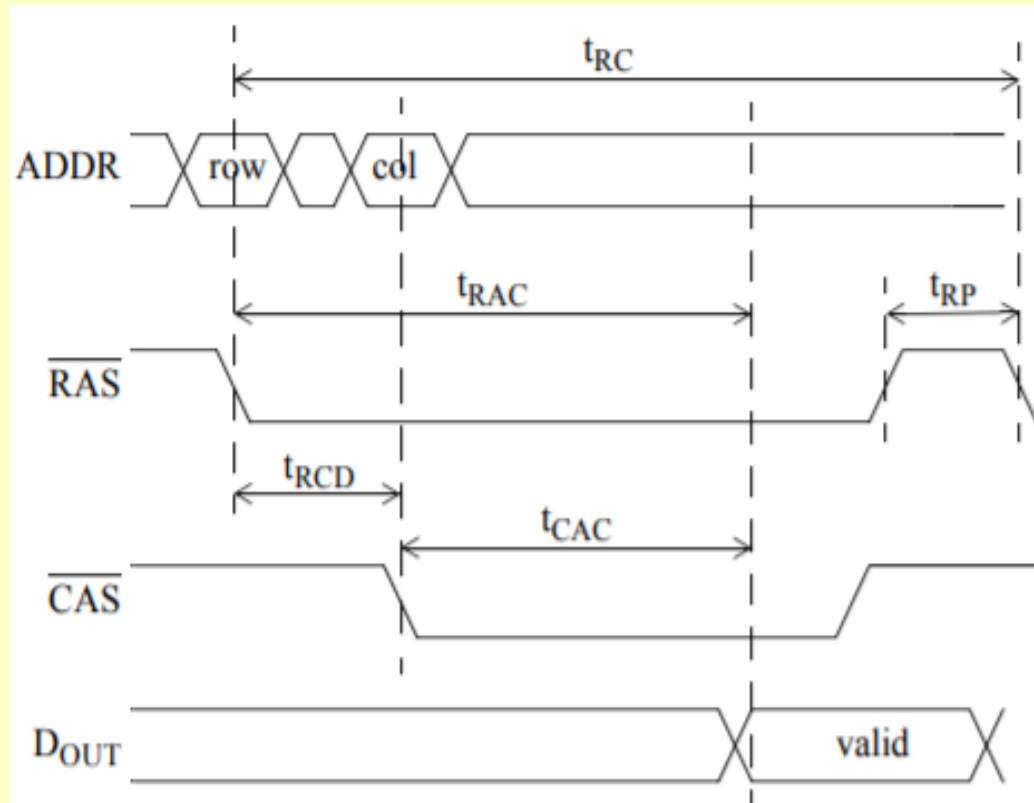 tRC
ADDR row col
tRAC tRP
RAS
tRCD
tCAC
CAS
DOUT valid